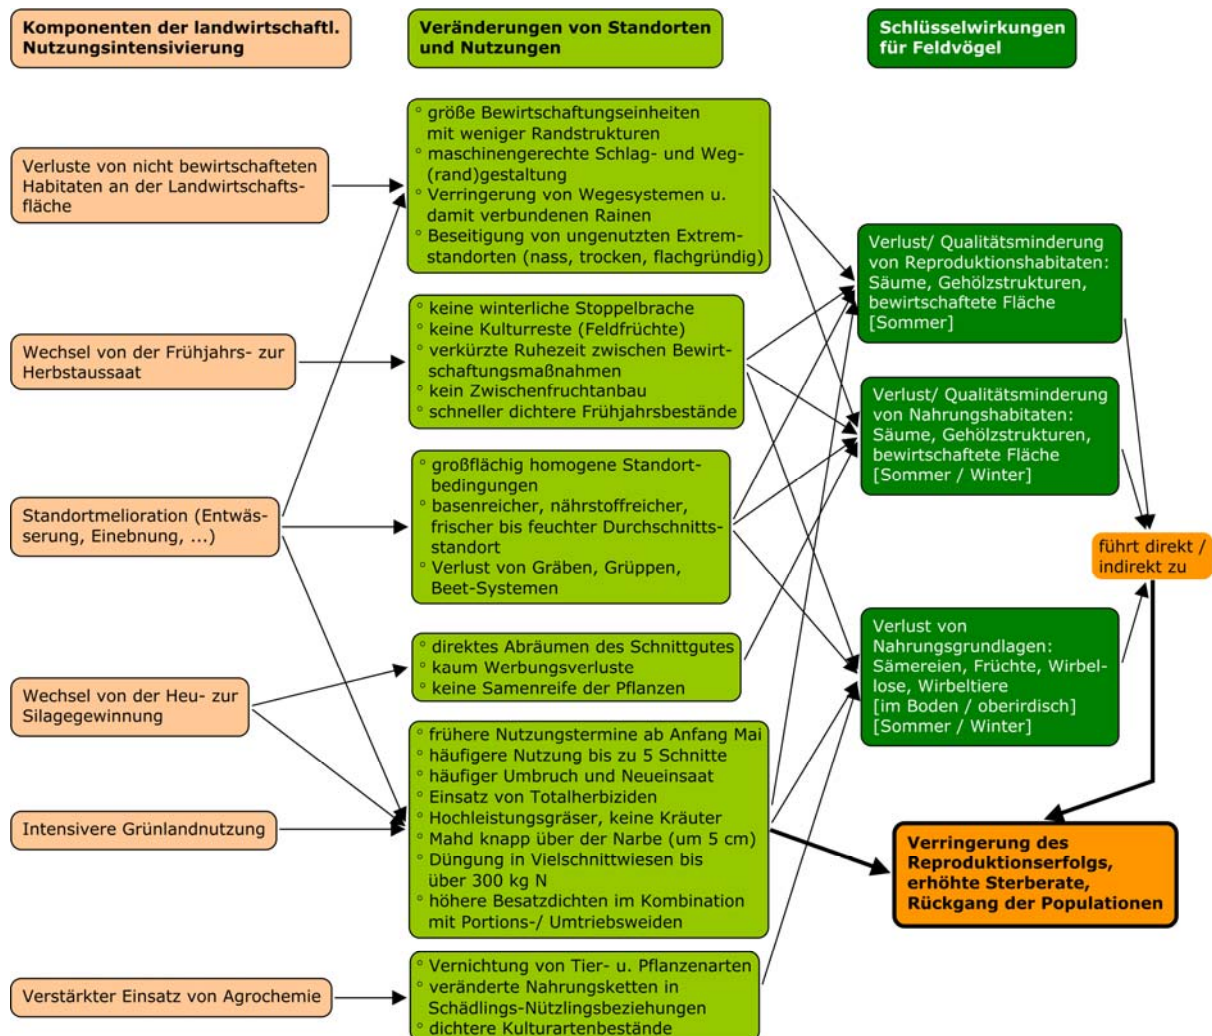 Komponenten der landwirtschaftl.
Nutzungsintensivierung
Verluste von nicht bewirtschafteten
Habitaten an der Landwirtschafts-
fläche
Wechsel von der Frühjahrs- zur
Herbstaussaat
Standortmelioration (Entwäs-
serung, Einebnung, ...)
Wechsel von der Heu- zur
Silagegewinnung
Intensivere Grünlandnutzung
Verstärkter Einsatz von Agrochemie
Veränderungen von Standorten
und Nutzungen
° größe Bewirtschaftungseinheiten
mit weniger Randstrukturen
° maschinengerechte Schlag- und Weg-
(rand)gestaltung
° Verringerung von Wegesystemen u.
damit verbundenen Rainen
° Beseitigung von ungenutzten Extrem-
standorten (nass, trocken, flachgründig)
° keine winterliche Stoppelbrache
° keine Kulturreste (Feldfrüchte)
° verkürzte Ruhezeit zwischen Bewirt-
schaftungsmaßnahmen
° kein Zwischenfruchtanbau
° schneller dichtere Frühjahrsbestände
° großflächig homogene Standort-
bedingungen
° basenreicher, nährstoffreicher,
frischer bis feuchter Durchschnitts-
standort
° Verlust von Gräben, Grüppen,
Beet-Systemen
° direktes Abräumen des Schnittgutes
° kaum Werbungsverluste
° keine Samenreife der Pflanzen
° frühere Nutzungstermine ab Anfang Mai
° häufigere Nutzung bis zu 5 Schnitte
° häufiger Umbruch und Neueinsaat
° Einsatz von Totalherbiziden
° Hochleistungsgräser, keine Kräuter
° Mahd knapp über der Narbe (um 5 cm)
° Düngung in Vielschnittwiesen bis
über 300 kg N
° höhere Besatzdichten im Kombination
mit Portions-/ Umtriebsweiden
° Vernichtung von Tier- u. Pflanzenarten
° veränderte Nahrungsketten in
Schädlings-Nützlingsbeziehungen
° dichtere Kulturartenbestände
Schlüsselwirkungen
für Feldvögel
Verlust/ Qualitätsminderung
von Reproduktionshabitaten:
Säume, Gehölzstrukturen,
bewirtschaftete Fläche
[Sommer]
Verlust/ Qualitätsminderung
von Nahrungshabitaten:
Säume, Gehölzstrukturen,
bewirtschaftete Fläche
[Sommer / Winter]
Verlust von
Nahrungsgrundlagen:
Sämereien, Früchte, Wirbel-
lose, Wirbeltiere
[im Boden / oberirdisch]
[Sommer / Winter]
führt direkt /
indirekt zu
Verringerung des
Reproduktionserfolgs,
erhöhte Sterberate,
Rückgang der Populationen